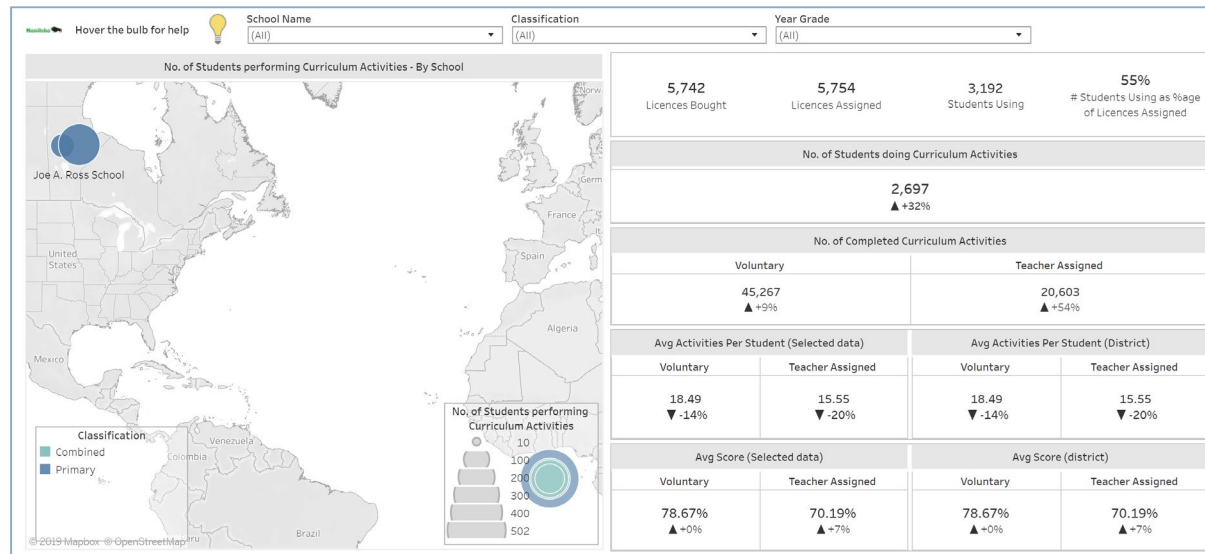 Manitoba
Hover the bulb for help
School Name
(All)
Classification
(All)
Year Grade
(All)
No. of Students performing Curriculum Activities - By School
Norw
Germ
France
It
Spain
Algeria
Joe A. Ross School
United
States
Mexico
Venezuela
Colombia
Brazil
Classification
Combined
Primary
No. of Students performing
Curriculum Activities
10
100
200
300
400
502
© 2019 Mapbox © OpenStreetMap
5,742
Licences Bought
5,754
Licences Assigned
3,192
Students Using
55%
# Students Using as %age
of Licences Assigned
No. of Students doing Curriculum Activities
2,697
▲ +32%
No. of Completed Curriculum Activities
Voluntary
45,267
▲ +9%
Teacher Assigned
20,603
▲ +54%
Avg Activities Per Student (Selected data)
Voluntary
18.49
▼ -14%
Teacher Assigned
15.55
▼ -20%
Avg Activities Per Student (District)
Voluntary
18.49
▼ -14%
Teacher Assigned
15.55
▼ -20%
Avg Score (Selected data)
Voluntary
78.67%
▲ +0%
Teacher Assigned
70.19%
▲ +7%
Avg Score (district)
Voluntary
78.67%
▲ +0%
Teacher Assigned
70.19%
▲ +7%